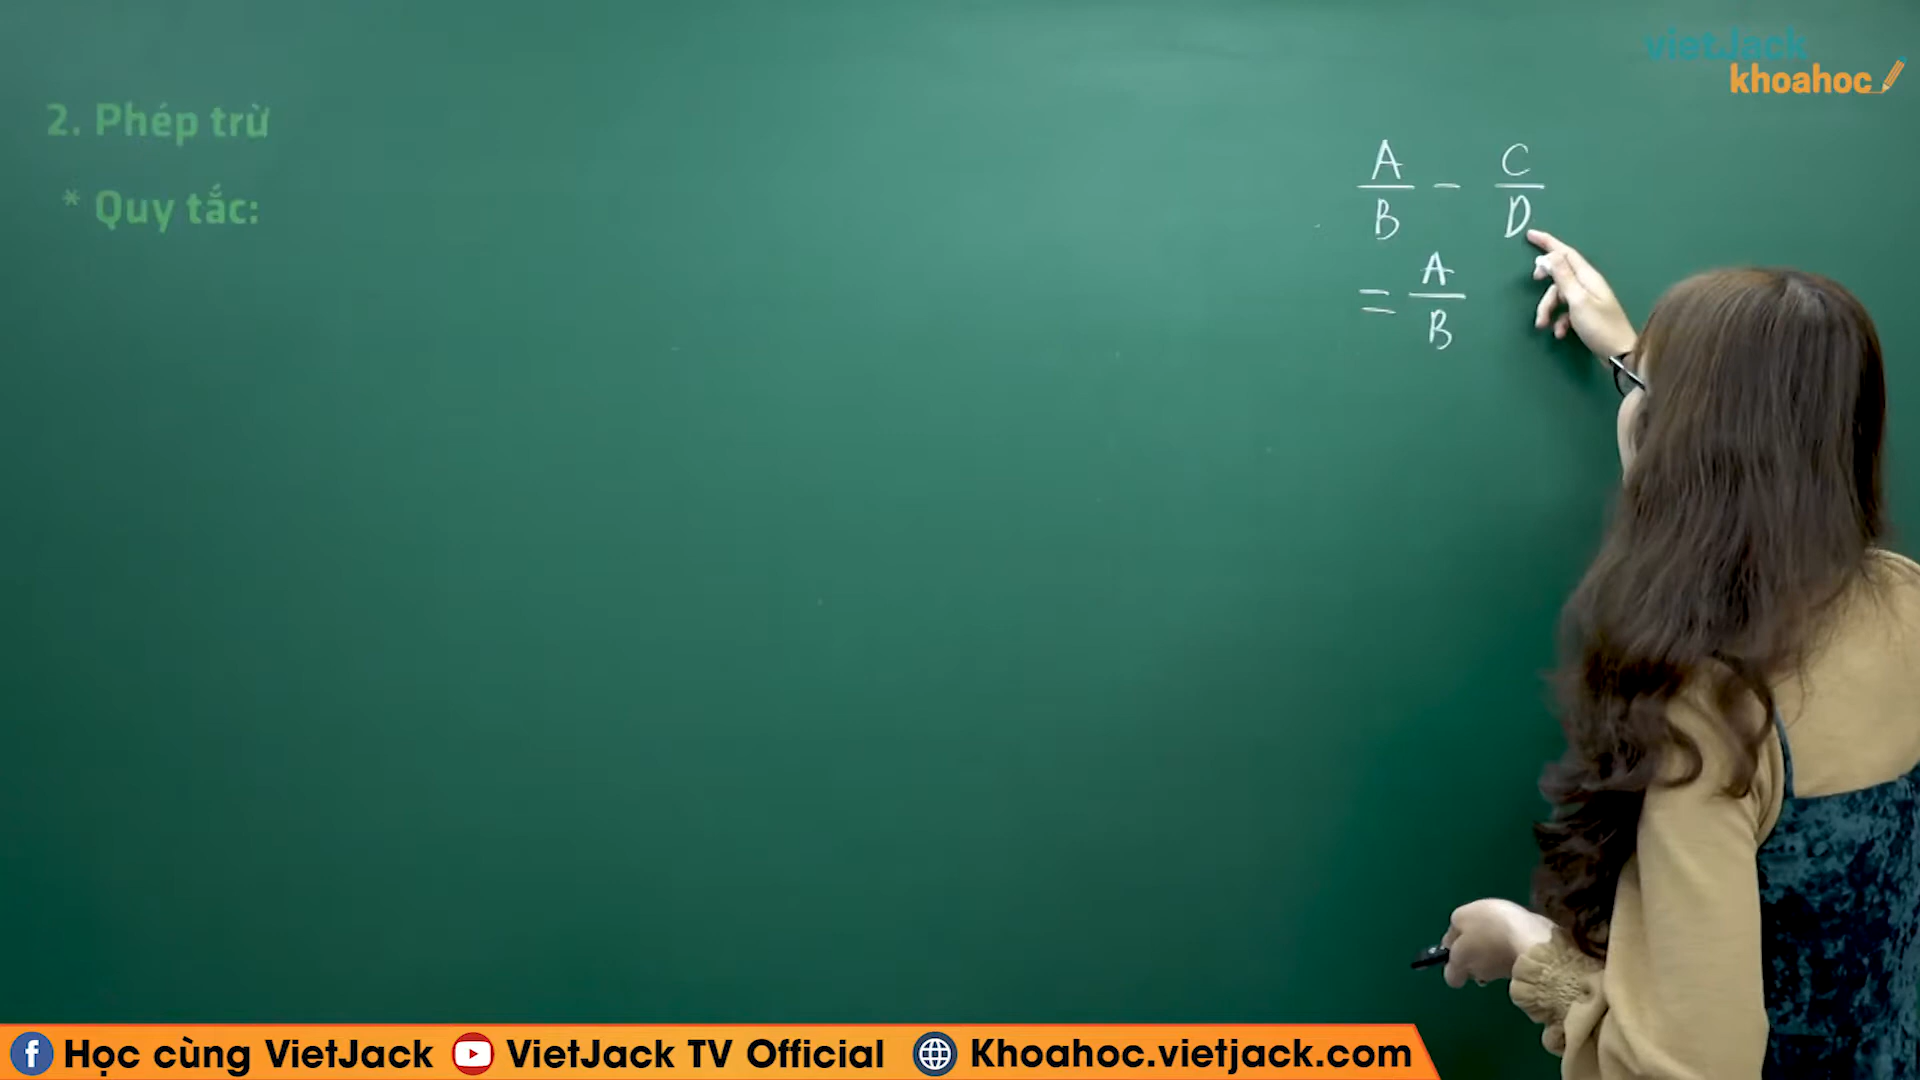 vietJack
khoahoc
2. Phép trừ
* Quy tắc:
A/B - C/D
= A/B
Học cùng VietJack VietJack TV Official Khoahoc.vietjack.com